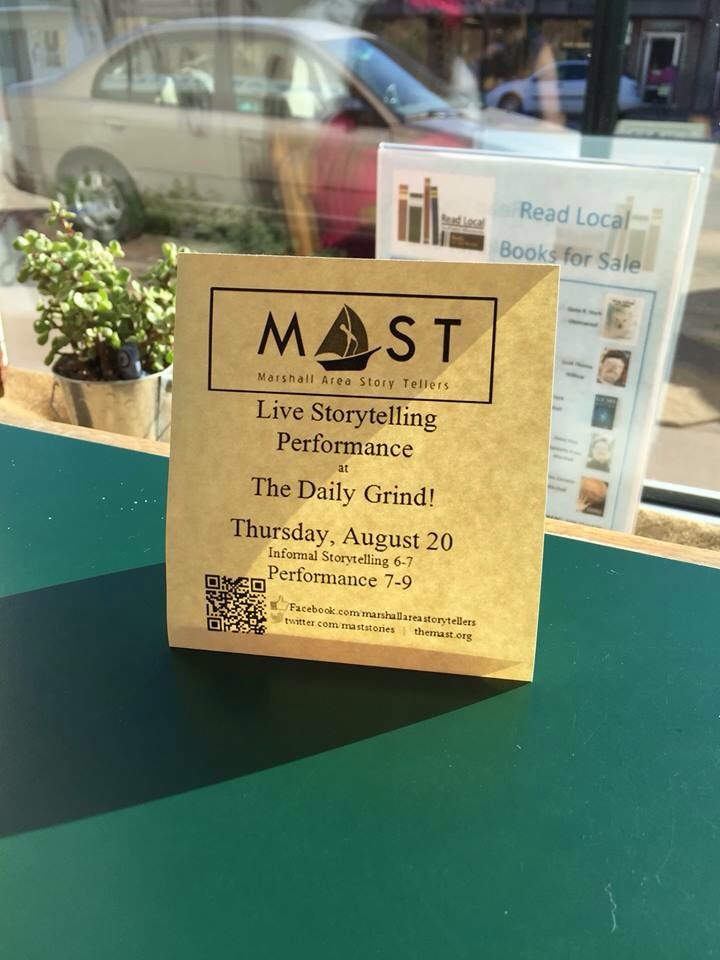 MAST
Marshall Area Story Tellers
Live Storytelling
Performance
at
The Daily Grind!
Thursday, August 20
Informal Storytelling 6-7
Performance 7-9
Facebook.com/marshallareastorytellers
twitter.com/maststories | themast.org
Read Local
Read Local
Books for Sale